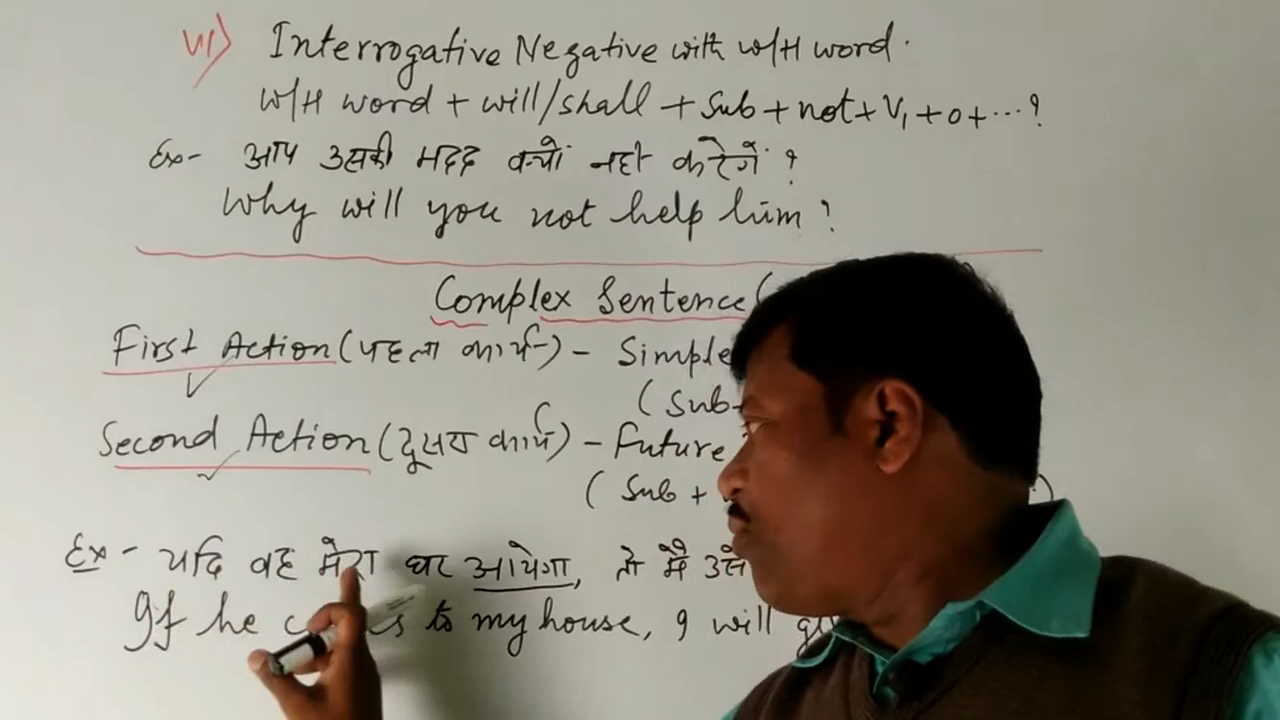 VI) Interrogative Negative with W/H word.
W/H word + will/shall + Sub + not + V₁ + o + ... ?
Ex- आप उसकी मदद क्यों नहीं करेगें ?
Why will you not help him ?
Complex Sentence (
First Action (पहला कार्य) - Simple
(Sub
Second Action (दूसरा कार्य) - Future
( Sub + )
Ex - यदि वह मेरा घर आयेगा, तो मैं
If he to my house, I will